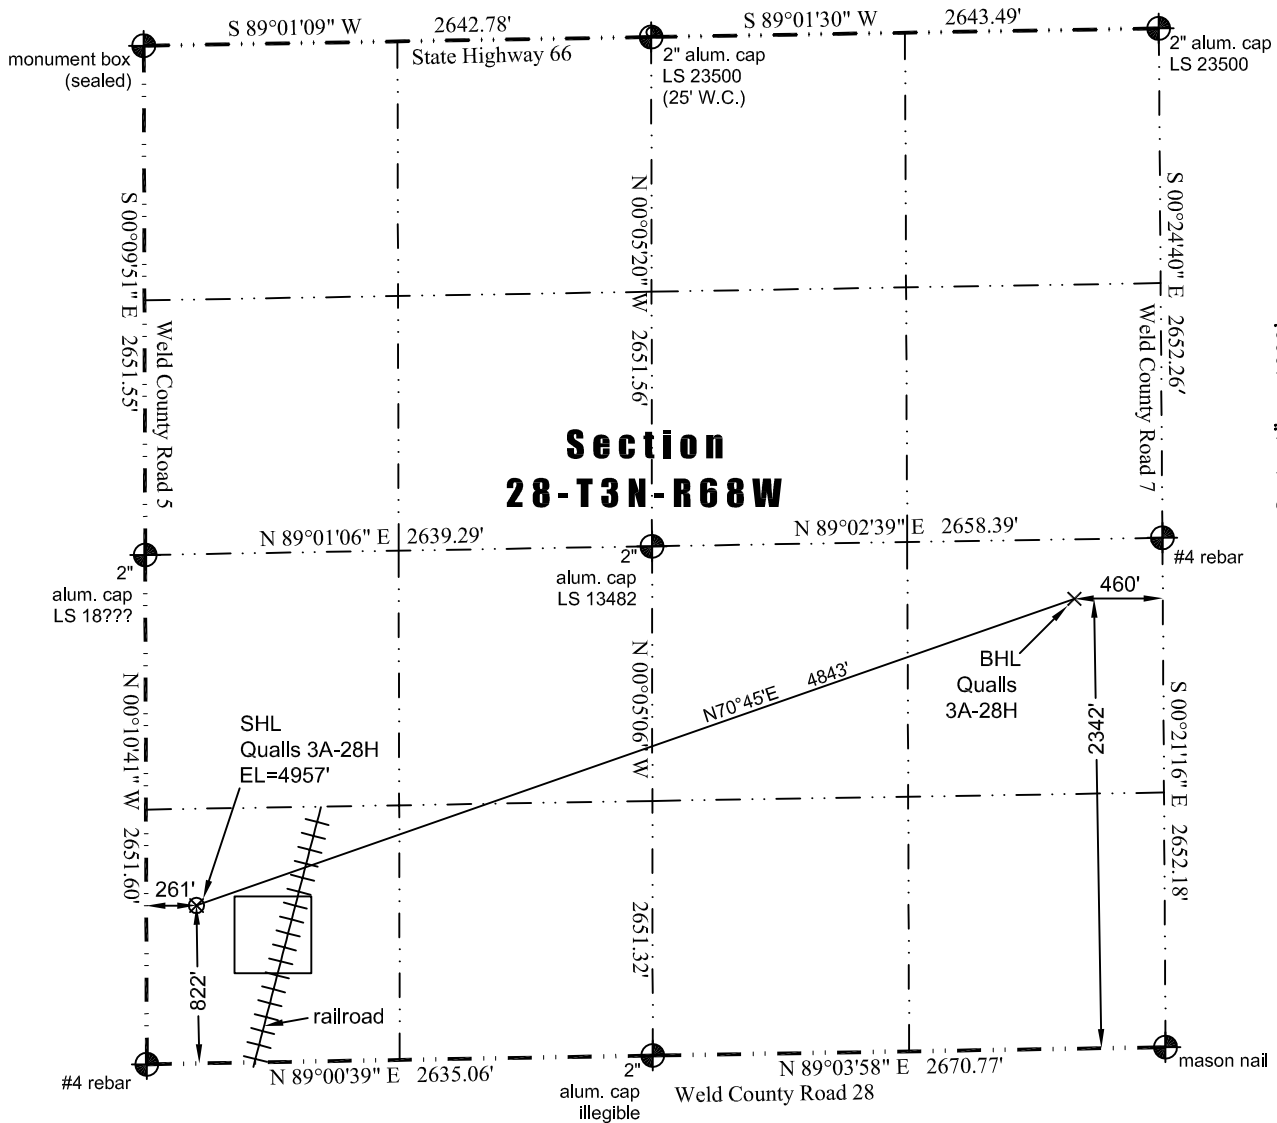 S 89°01'09" W 2642.78'
S 89°01'30" W 2643.49'
monument box
(sealed)
State Highway 66
2" alum. cap
LS 23500
(25' W.C.)
2" alum. cap
LS 23500
S 00°09'51" E 2651.55'
Weld County Road 5
N 00°05'20" W 2651.56'
S 00°24'40" E 2652.26'
Weld County Road 7
Section
28-T3N-R68W
N 89°01'06" E 2639.29'
N 89°02'39" E 2658.39'
2"
alum. cap
LS 18???
2"
alum. cap
LS 13482
#4 rebar
460'
BHL
Qualls
3A-28H
N70°45'E 4843'
2342'
N 00°10'41" W 2651.60'
SHL
Qualls 3A-28H
EL=4957'
N 00°05'06" W 2651.32'
S 00°21'16" E 2652.18'
261'
822'
railroad
#4 rebar
N 89°00'39" E 2635.06'
2"
alum. cap
illegible
N 89°03'58" E 2670.77'
Weld County Road 28
mason nail